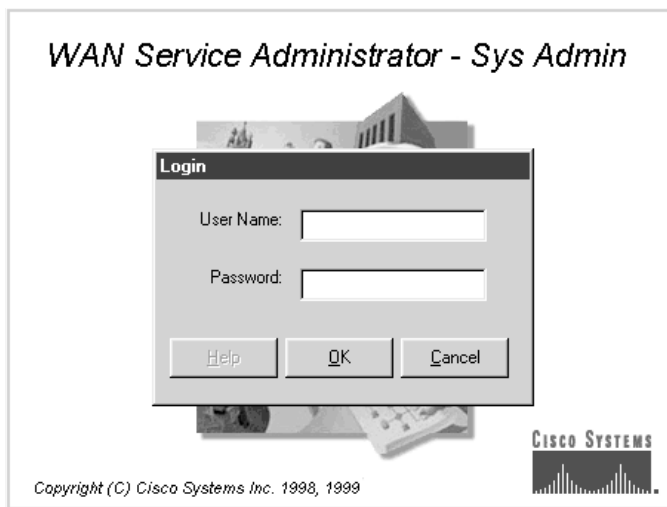 WAN Service Administrator - Sys Admin
Login
User Name:
Password:
Help
OK
Cancel
CISCO SYSTEMS
Copyright (C) Cisco Systems Inc. 1998, 1999